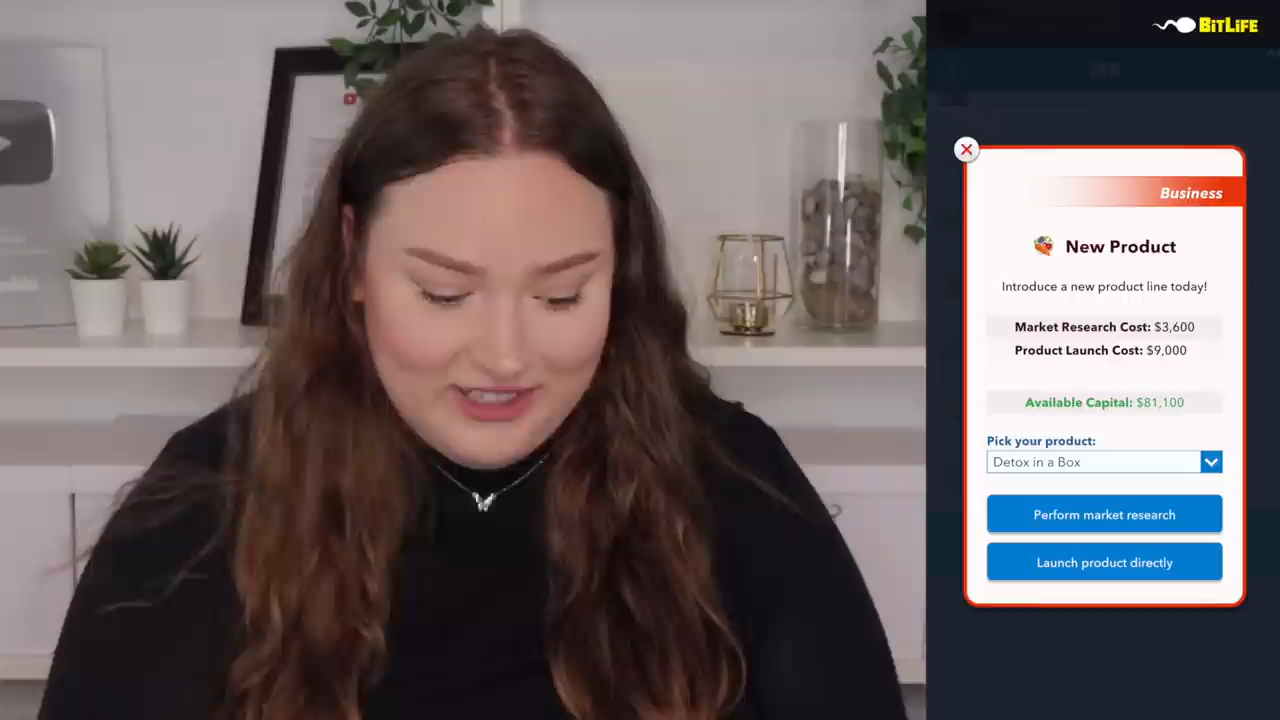 BITLIFE
Business
New Product
Introduce a new product line today!
Market Research Cost: $3,600
Product Launch Cost: $9,000
Available Capital: $81,100
Pick your product:
Detox in a Box
Perform market research
Launch product directly